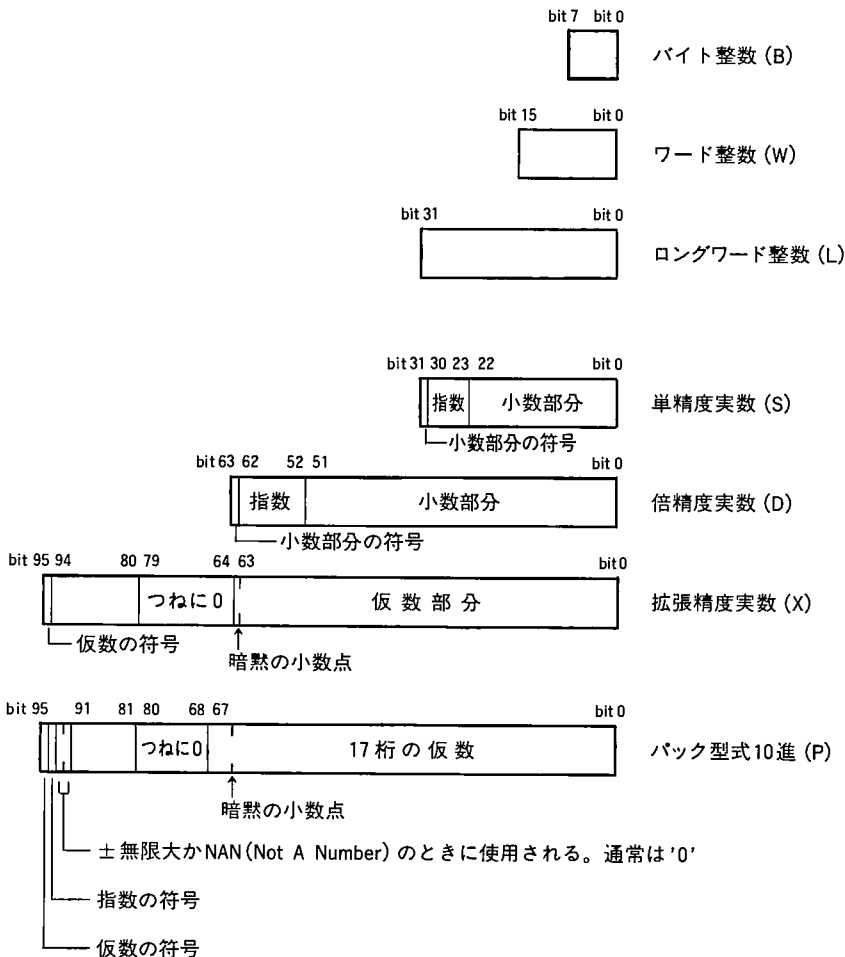 bit 7 bit 0
バイト整数 (B)
bit 15 bit 0
ワード整数 (W)
bit 31 bit 0
ロングワード整数 (L)
bit 31 30 23 22 bit 0
指数 小数部分 単精度実数 (S)
小数部分の符号
bit 63 62 52 51 bit 0
指数 小数部分 倍精度実数 (D)
小数部分の符号
bit 95 94 80 79 64 63 bit 0
つねに0 仮数部分 拡張精度実数 (X)
仮数の符号
暗黙の小数点
bit 95 91 81 80 68 67 bit 0
つねに0 17桁の仮数 パック型式10進 (P)
暗黙の小数点
±無限大かNAN(Not A Number)のときに使用される。通常は'0'
指数の符号
仮数の符号